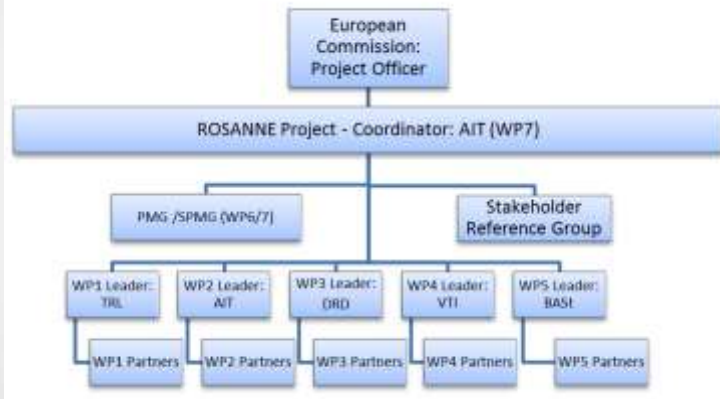 European
Commission:
Project Officer
ROSANNE Project - Coordinator: AIT (WP7)
PMG /SPMG (WP6/7)
Stakeholder
Reference Group
WP1 Leader:
TRL
WP2 Leader:
AIT
WP3 Leader:
DRD
WP4 Leader:
VTI
WP5 Leader:
BASt
WP1 Partners
WP2 Partners
WP3 Partners
WP4 Partners
WP5 Partners